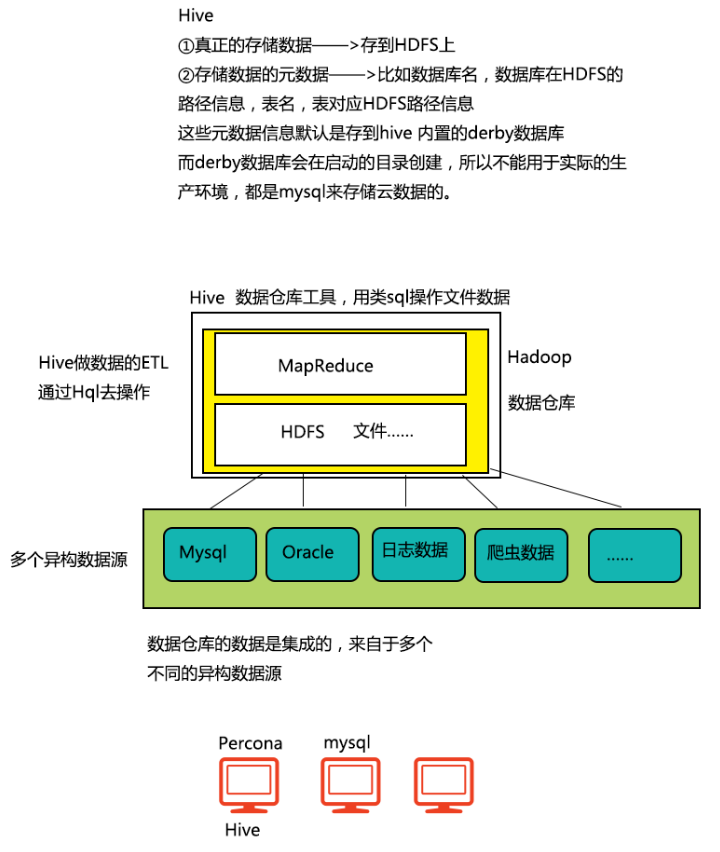 Hive
①真正的存储数据——>存到HDFS上
②存储数据的元数据——>比如数据库名，数据库在HDFS的
路径信息，表名，表对应HDFS路径信息
这些元数据信息默认是存到hive 内置的derby数据库
而derby数据库会在启动的目录创建，所以不能用于实际的生
产环境，都是mysql来存储云数据的。
Hive 数据仓库工具，用类sql操作文件数据
Hive做数据的ETL
通过Hql去操作
MapReduce
Hadoop
数据仓库
HDFS 文件......
多个异构数据源
Mysql
Oracle
日志数据
爬虫数据
......
数据仓库的数据是集成的，来自于多个
不同的异构数据源
Percona
mysql
Hive